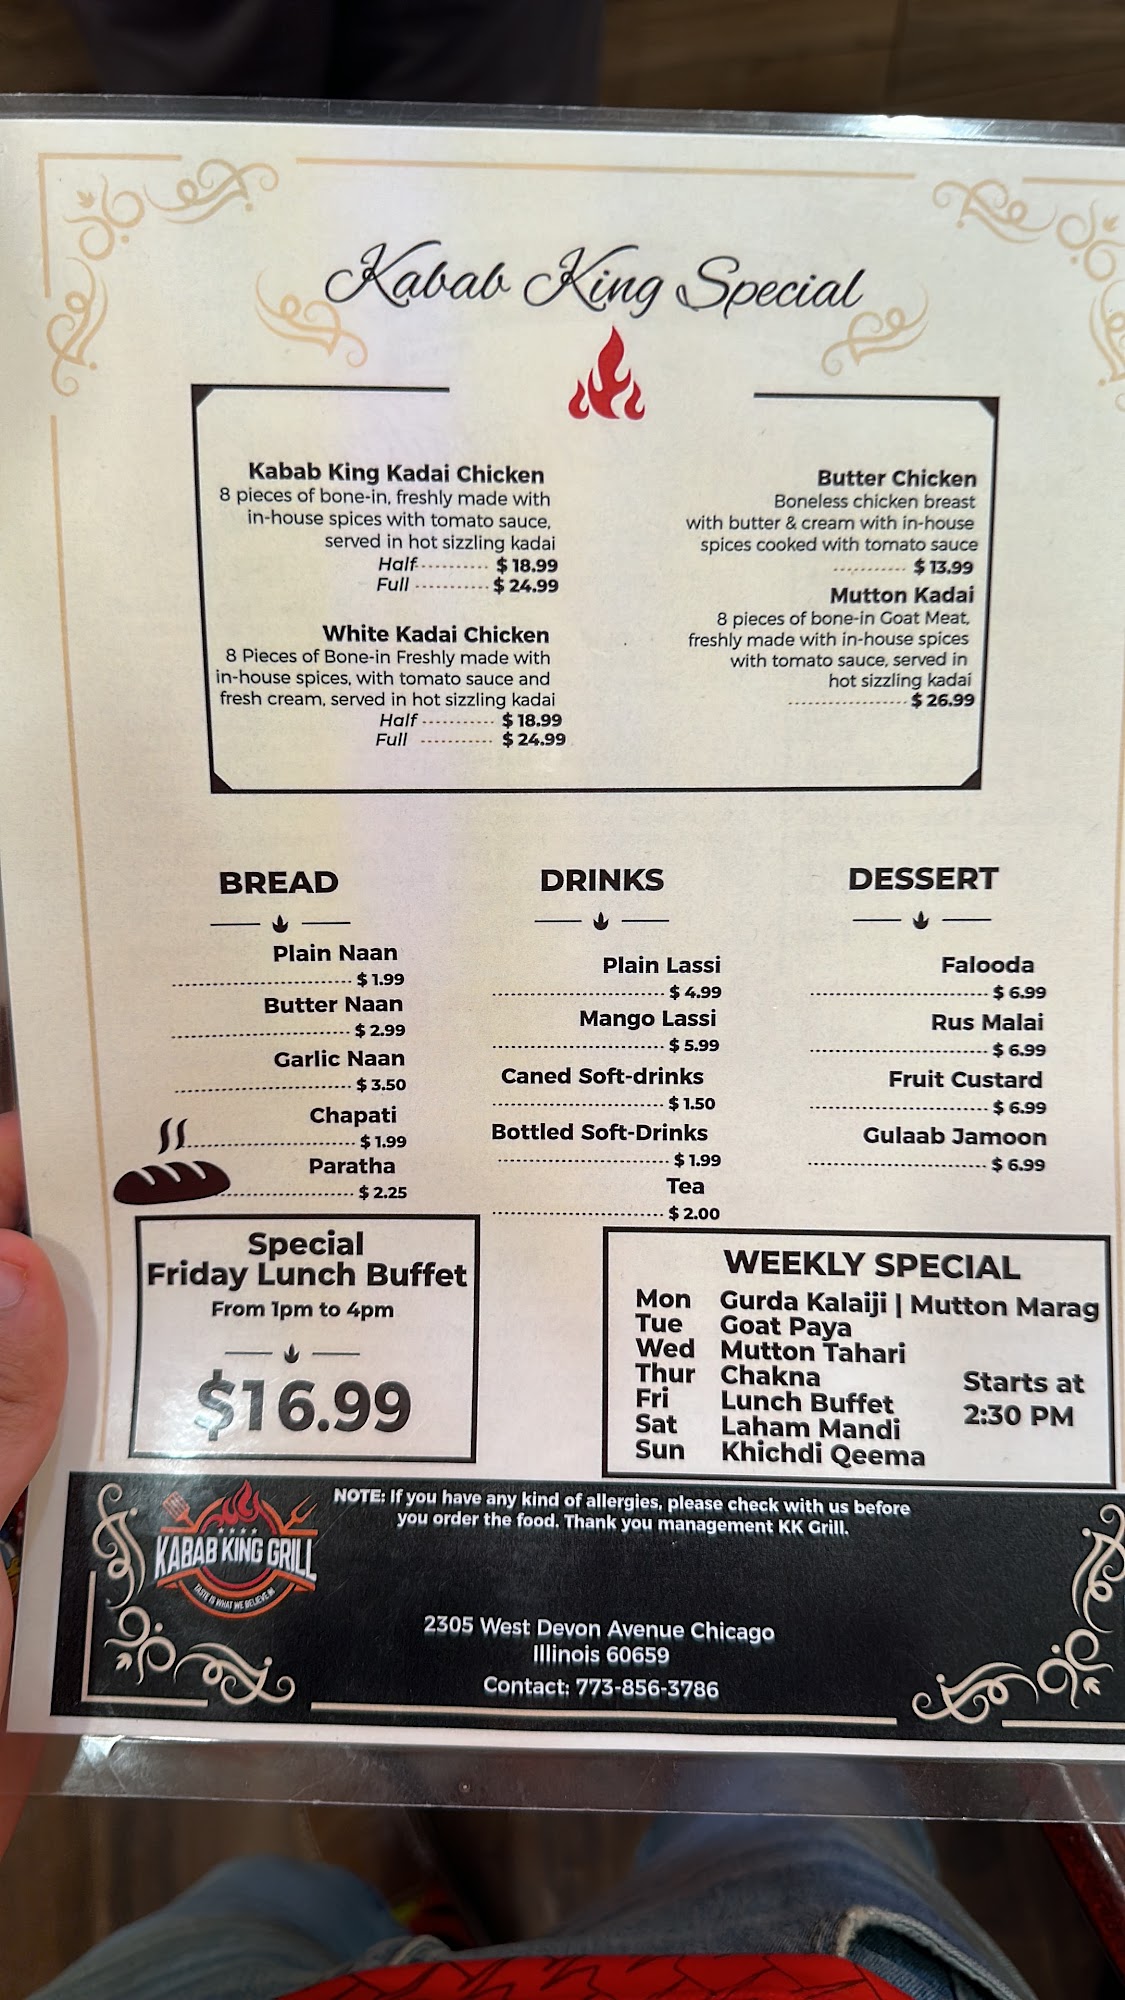 Kabab King Special
Kabab King Kadai Chicken
8 pieces of bone-in, freshly made with
in-house spices with tomato sauce,
served in hot sizzling kadai
Half ---------- $ 18.99
Full ----------- $ 24.99
White Kadai Chicken
8 Pieces of Bone-in Freshly made with
in-house spices, with tomato sauce and
fresh cream, served in hot sizzling kadai
Half ----------- $ 18.99
Full ----------- $ 24.99
Butter Chicken
Boneless chicken breast
with butter & cream with in-house
spices cooked with tomato sauce
----------- $ 13.99
Mutton Kadai
8 pieces of bone-in Goat Meat,
freshly made with in-house spices
with tomato sauce, served in
hot sizzling kadai
------------------ $ 26.99
BREAD
Plain Naan
$ 1.99
Butter Naan
$ 2.99
Garlic Naan
$ 3.50
Chapati
$ 1.99
Paratha
$ 2.25
DRINKS
Plain Lassi
$ 4.99
Mango Lassi
$ 5.99
Caned Soft-drinks
$ 1.50
Bottled Soft-Drinks
$ 1.99
Tea
$ 2.00
DESSERT
Falooda
$ 6.99
Rus Malai
$ 6.99
Fruit Custard
$ 6.99
Gulaab Jamoon
$ 6.99
Special
Friday Lunch Buffet
From 1pm to 4pm
$16.99
WEEKLY SPECIAL
Mon Gurda Kalaiji | Mutton Marag
Tue Goat Paya
Wed Mutton Tahari
Thur Chakna
Fri Lunch Buffet
Sat Laham Mandi
Sun Khichdi Qeema
Starts at
2:30 PM
NOTE: If you have any kind of allergies, please check with us before
you order the food. Thank you management KK Grill.
KABAB KING GRILL
TASTE IS WHAT WE BELIEVE IN
2305 West Devon Avenue Chicago
Illinois 60659
Contact: 773-856-3786